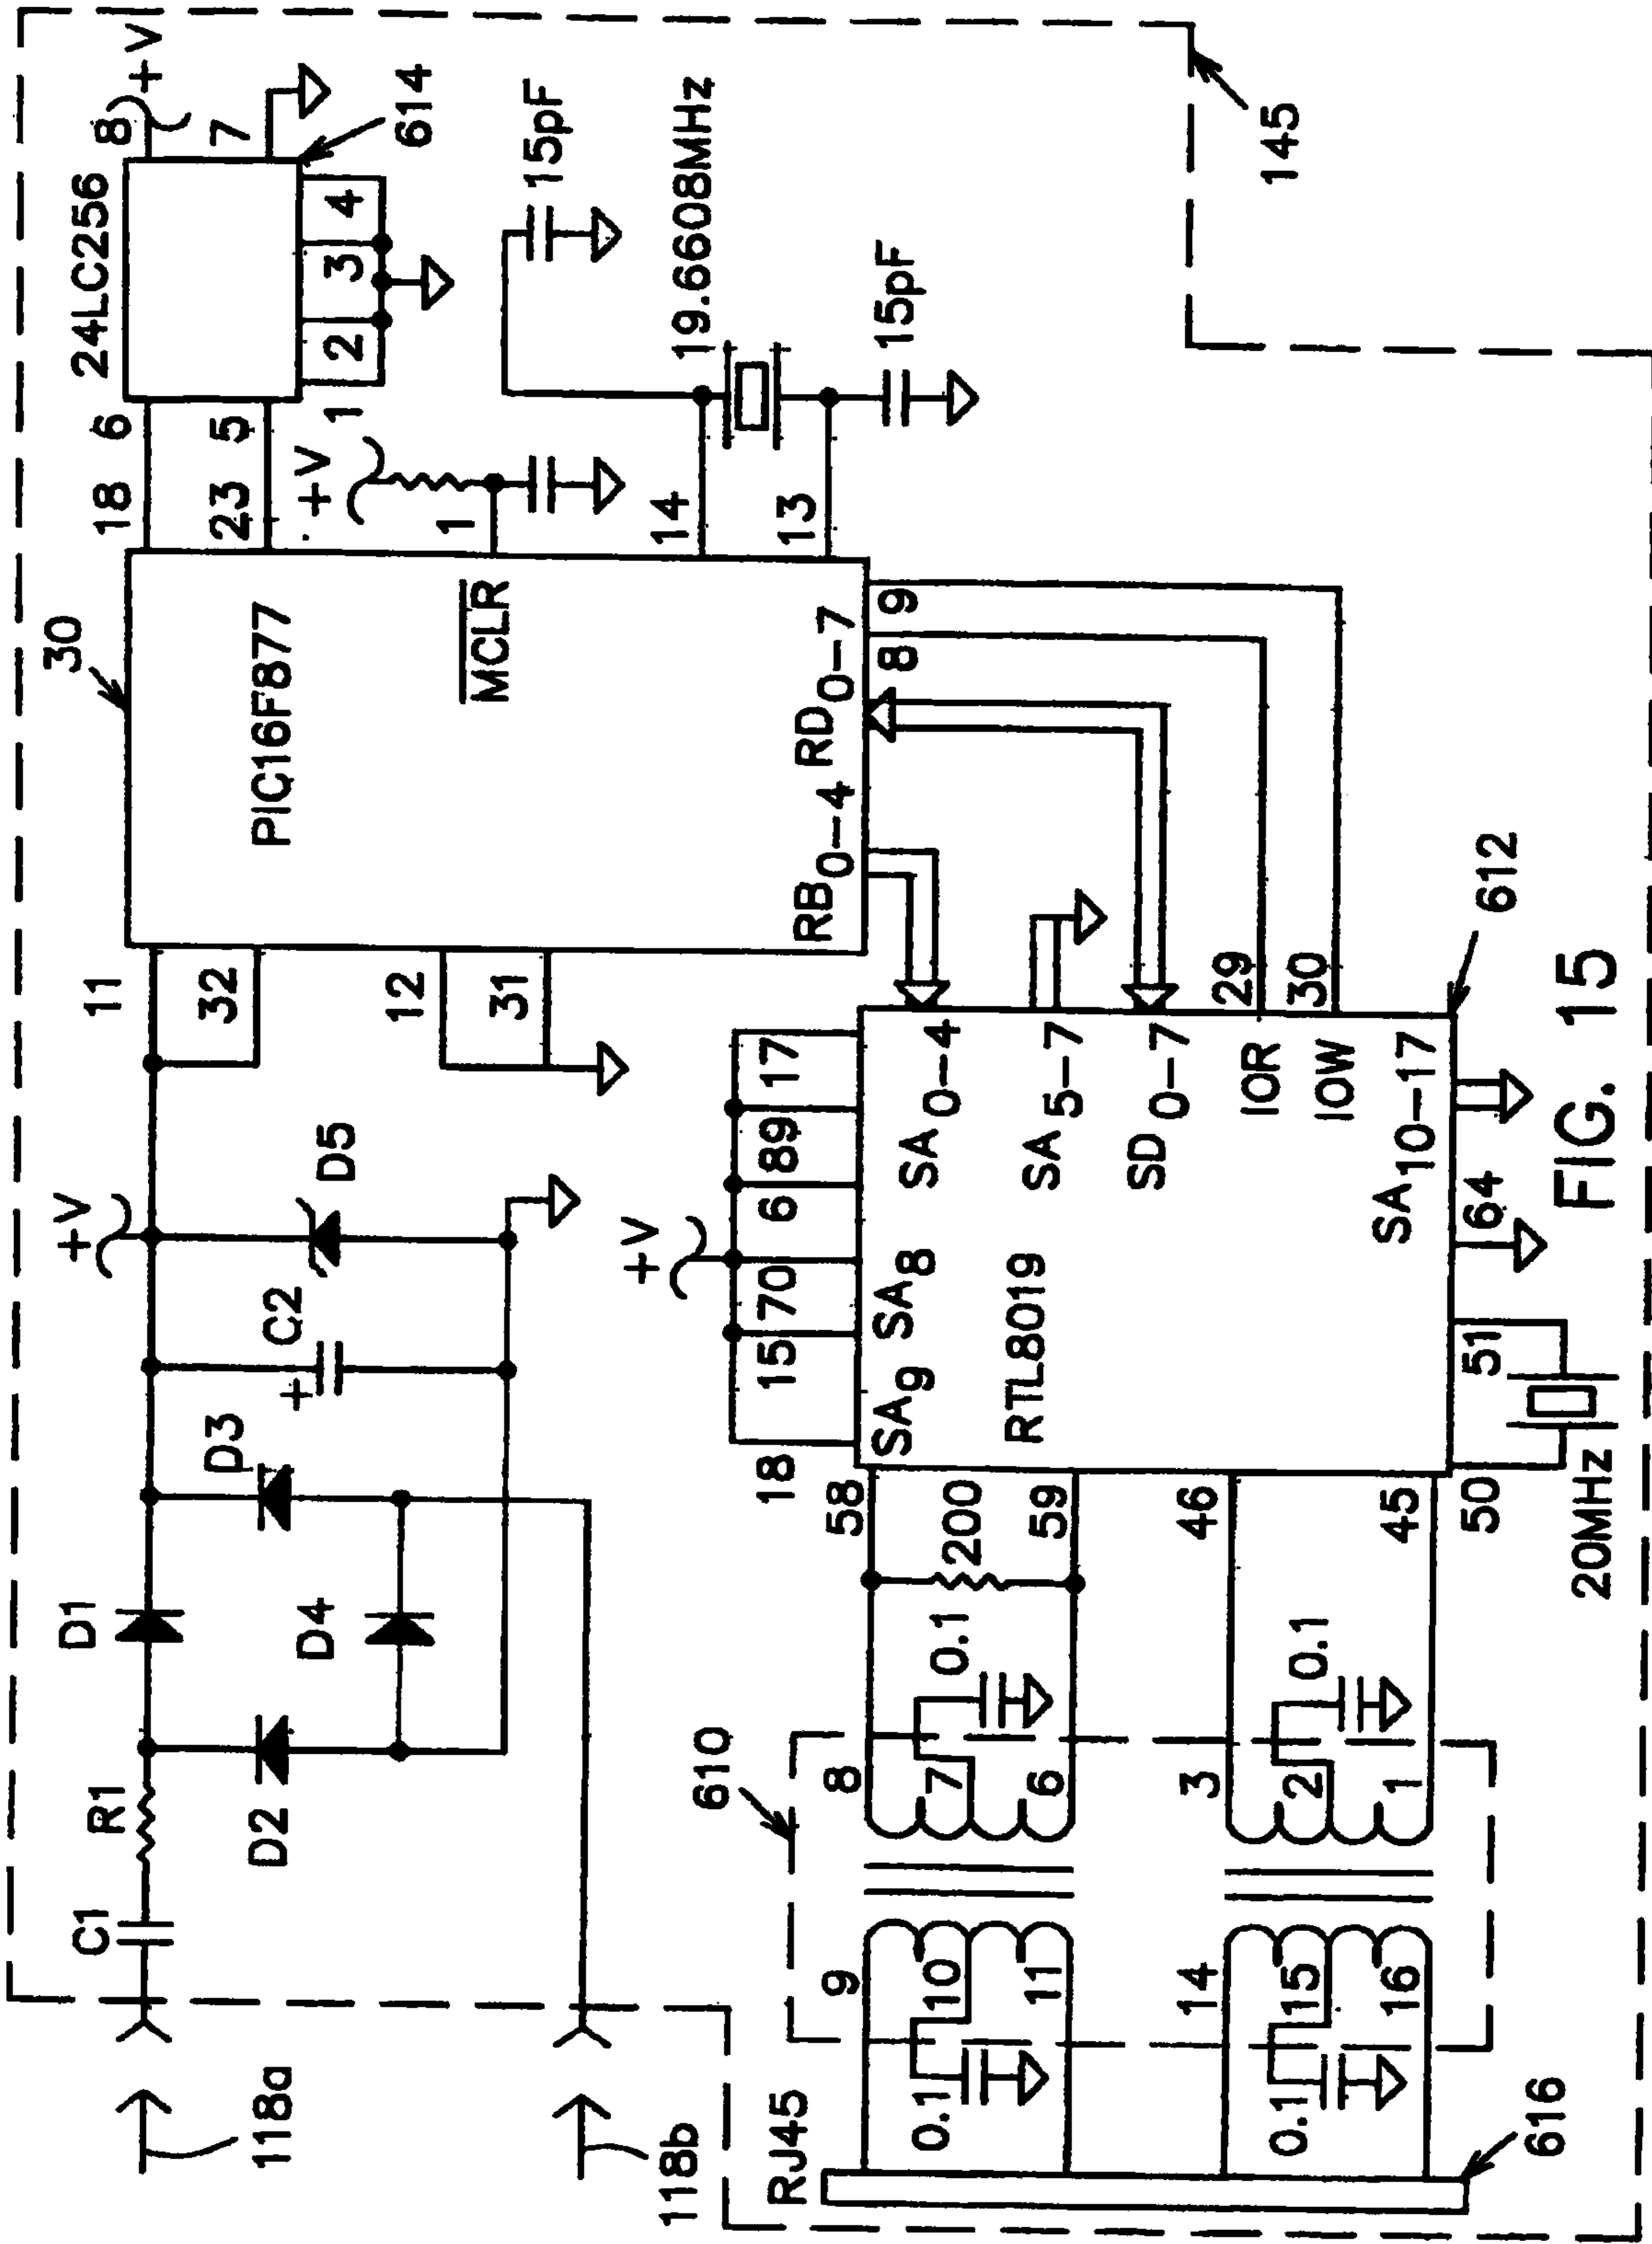 30
24LC256
+V
8
7
614
18
6
23
5
1
2
3
4
+V
1
15pF
14
13
19.6608MHz
15pF
145
PIC16F877
MCLR
RB0-4
RD0-7
8
9
11
32
12
31
+V
D5
C2
+
D3
D1
D4
D2
R1
C1
118a
118b
+V
18
15
70
6
89
17
SA9
SA8
SA0-4
SA5-7
SD0-7
IOR
29
IOW
30
RTL8019
SA10-17
64
612
58
200
59
46
45
50
51
20MHz
610
8
7
6
0.1
3
2
1
0.1
9
10
11
0.1
14
15
16
0.1
RJ45
616
FIG. 15